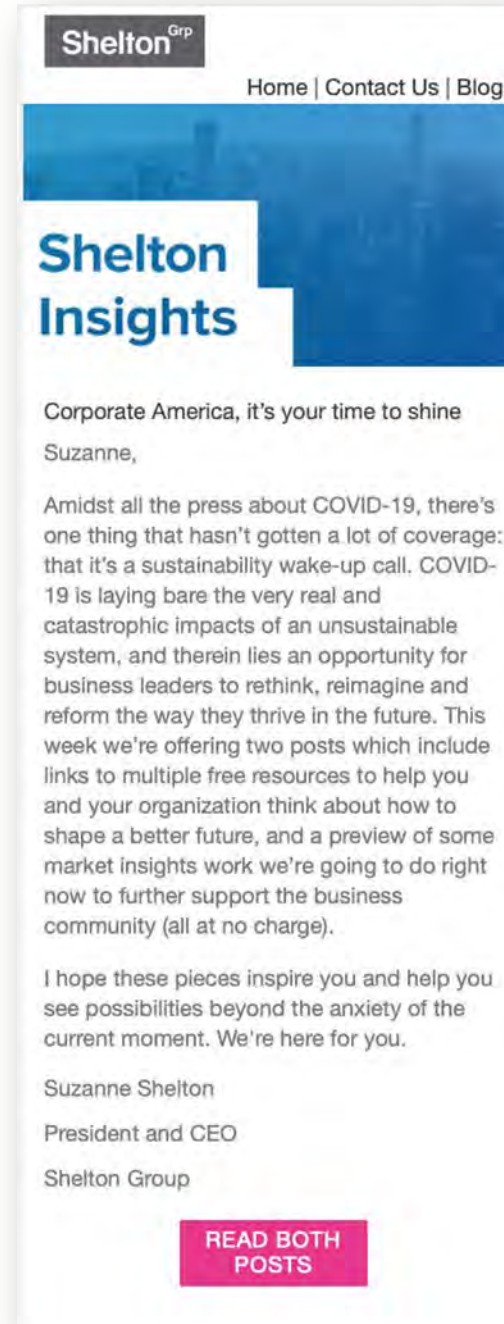 Shelton Grp
Home | Contact Us | Blog
Shelton
Insights
Corporate America, it's your time to shine
Suzanne,
Amidst all the press about COVID-19, there's
one thing that hasn't gotten a lot of coverage:
that it's a sustainability wake-up call. COVID-
19 is laying bare the very real and
catastrophic impacts of an unsustainable
system, and therein lies an opportunity for
business leaders to rethink, reimagine and
reform the way they thrive in the future. This
week we're offering two posts which include
links to multiple free resources to help you
and your organization think about how to
shape a better future, and a preview of some
market insights work we're going to do right
now to further support the business
community (all at no charge).
I hope these pieces inspire you and help you
see possibilities beyond the anxiety of the
current moment. We're here for you.
Suzanne Shelton
President and CEO
Shelton Group
READ BOTH
POSTS